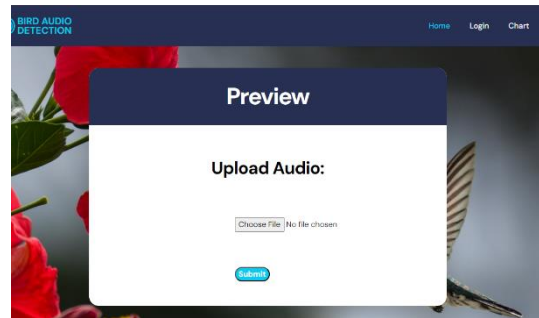 BIRD AUDIO
DETECTION
Home Login Chart
Preview
Upload Audio:
Choose File No file chosen
Submit